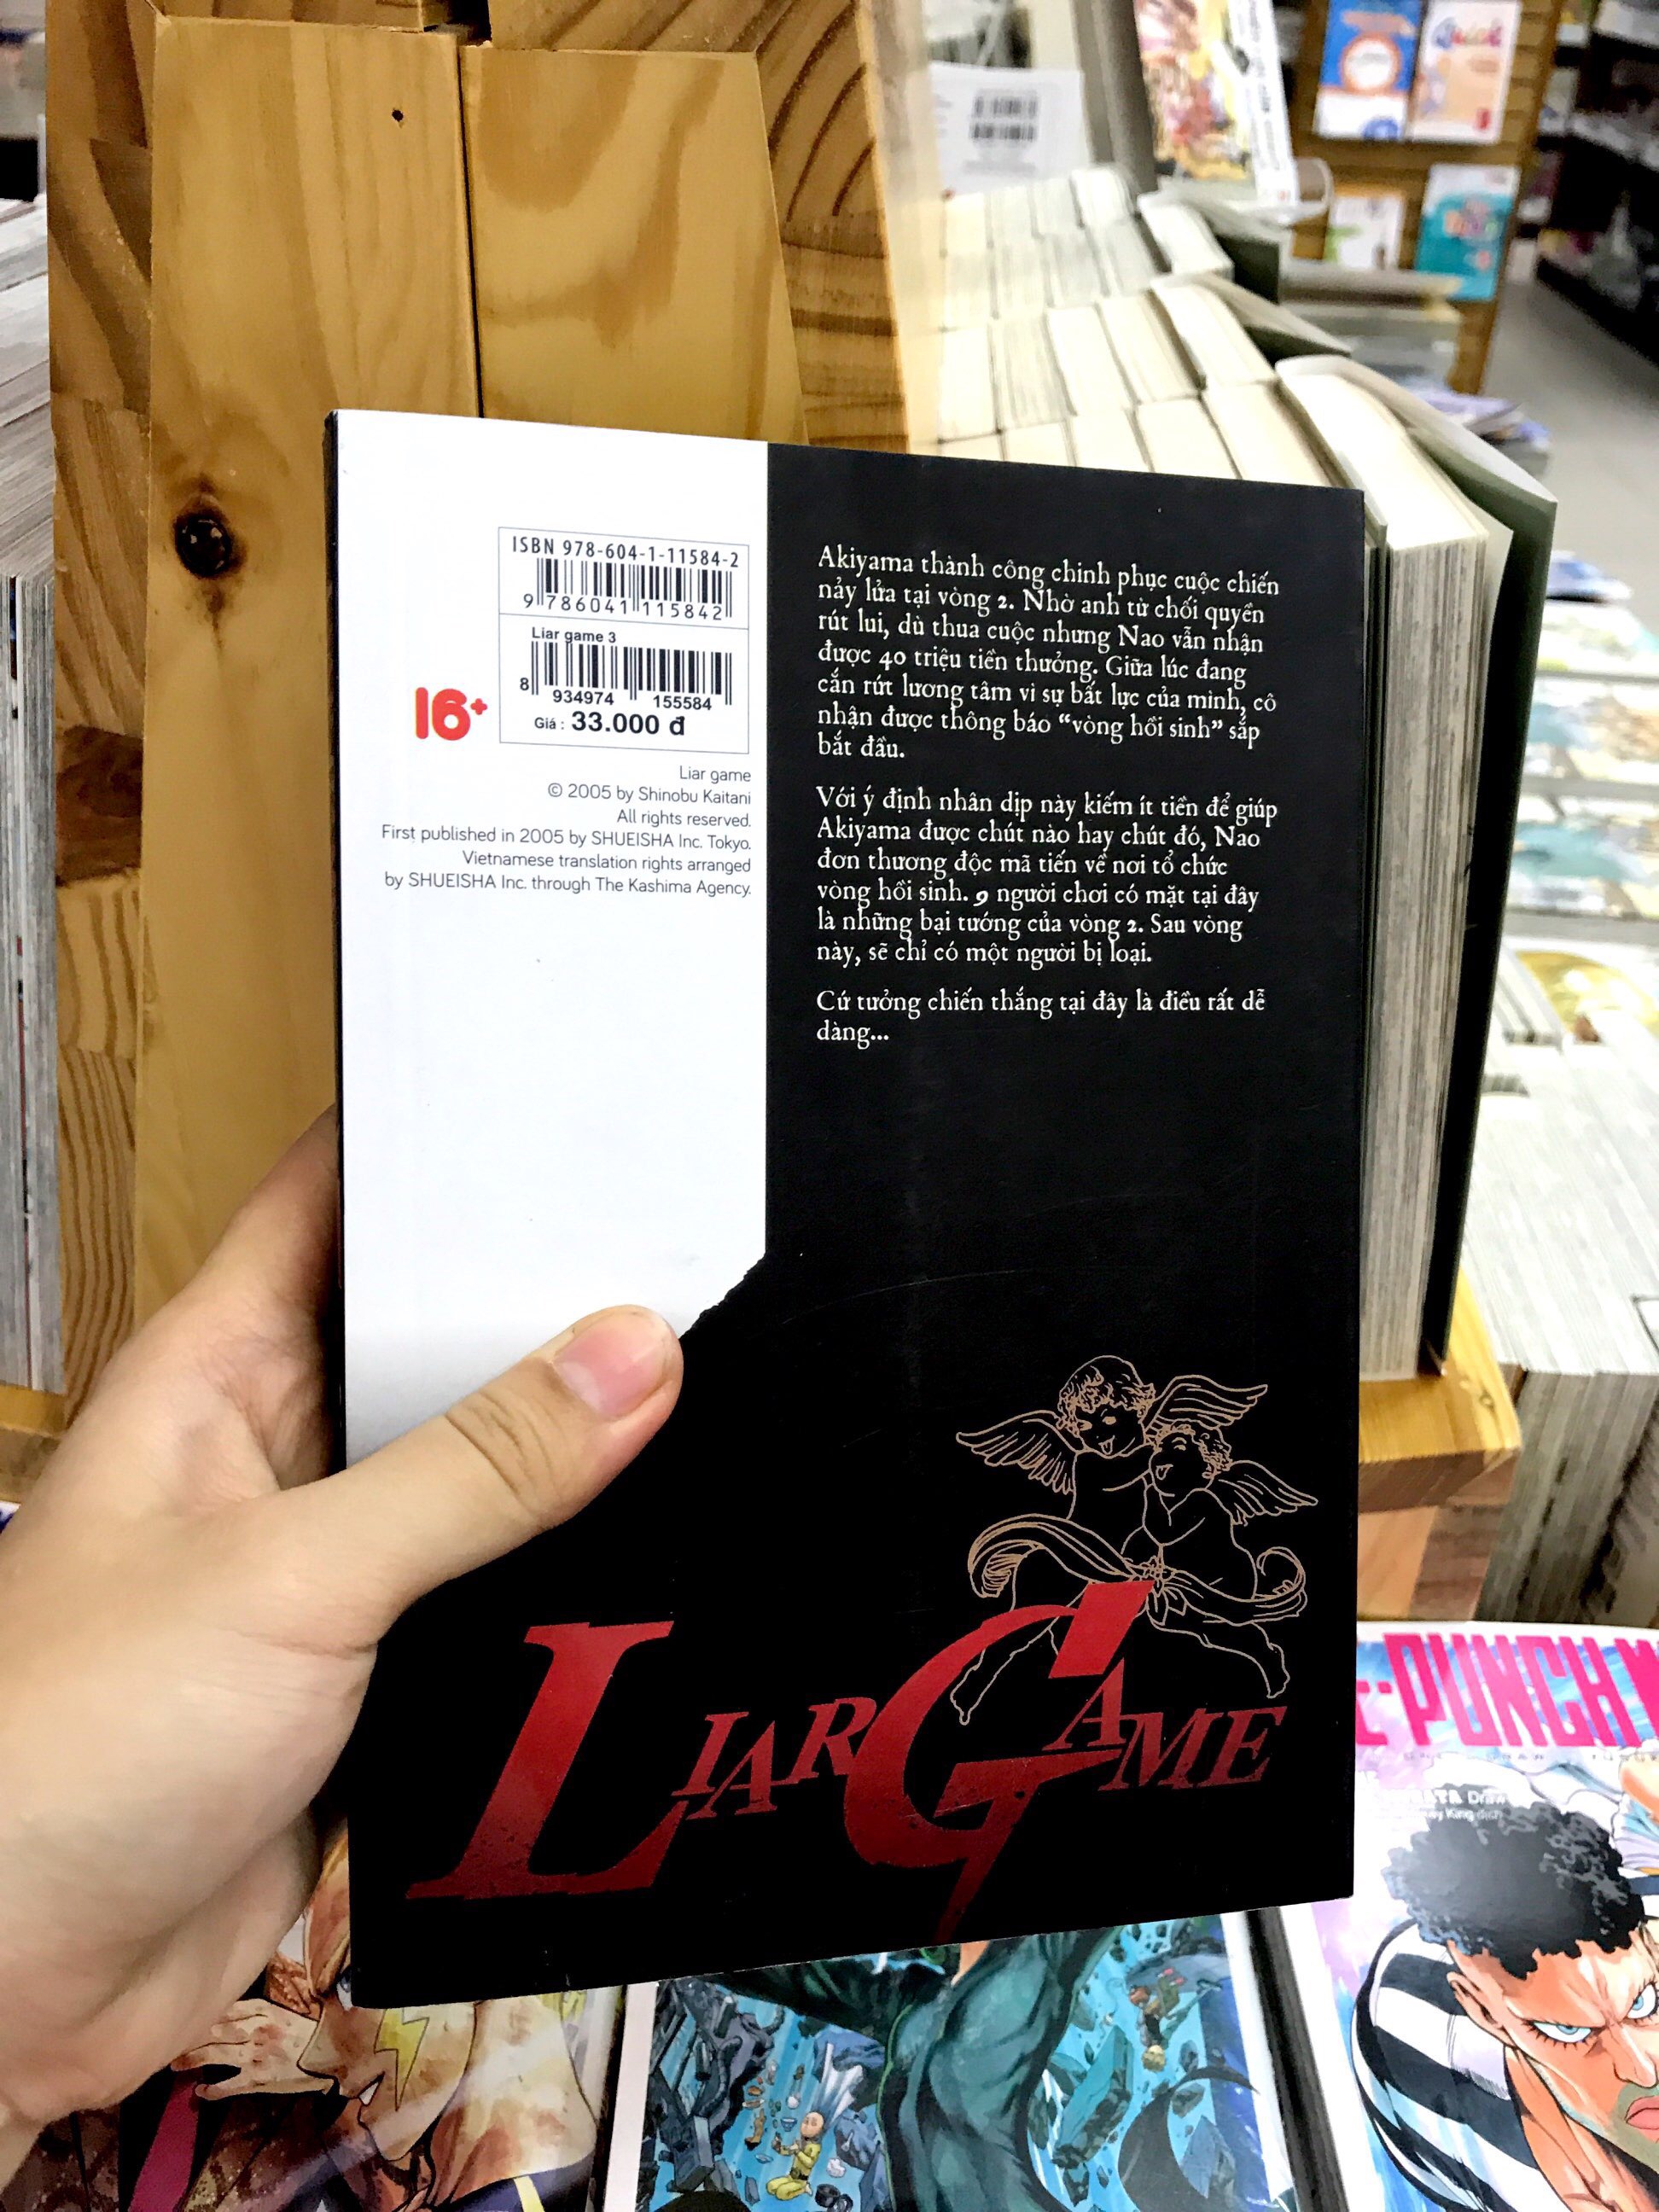 ISBN 978-604-1-11584-2
9 786041 115842
Liar game 3
8 934974 155584
Giá : 33.000 đ
16+
Liar game
© 2005 by Shinobu Kaitani
All rights reserved.
First published in 2005 by SHUEISHA Inc. Tokyo.
Vietnamese translation rights arranged
by SHUEISHA Inc. through The Kashima Agency.
Akiyama thành công chinh phục cuộc chiến
nảy lửa tại vòng 2. Nhờ anh từ chối quyền
rút lui, dù thua cuộc nhưng Nao vẫn nhận
được 40 triệu tiền thưởng. Giữa lúc đang
cắn rứt lương tâm vì sự bất lực của mình, cô
nhận được thông báo “vòng hồi sinh” sắp
bắt đầu.
Với ý định nhân dịp này kiếm ít tiền để giúp
Akiyama được chút nào hay chút đó, Nao
đơn thương độc mã tiến về nơi tổ chức
vòng hồi sinh. 9 người chơi có mặt tại đây
là những bại tướng của vòng 2. Sau vòng
này, sẽ chỉ có một người bị loại.
Cứ tưởng chiến thắng tại đây là điều rất dễ
dàng...
LIAR GAME
-PUNCH